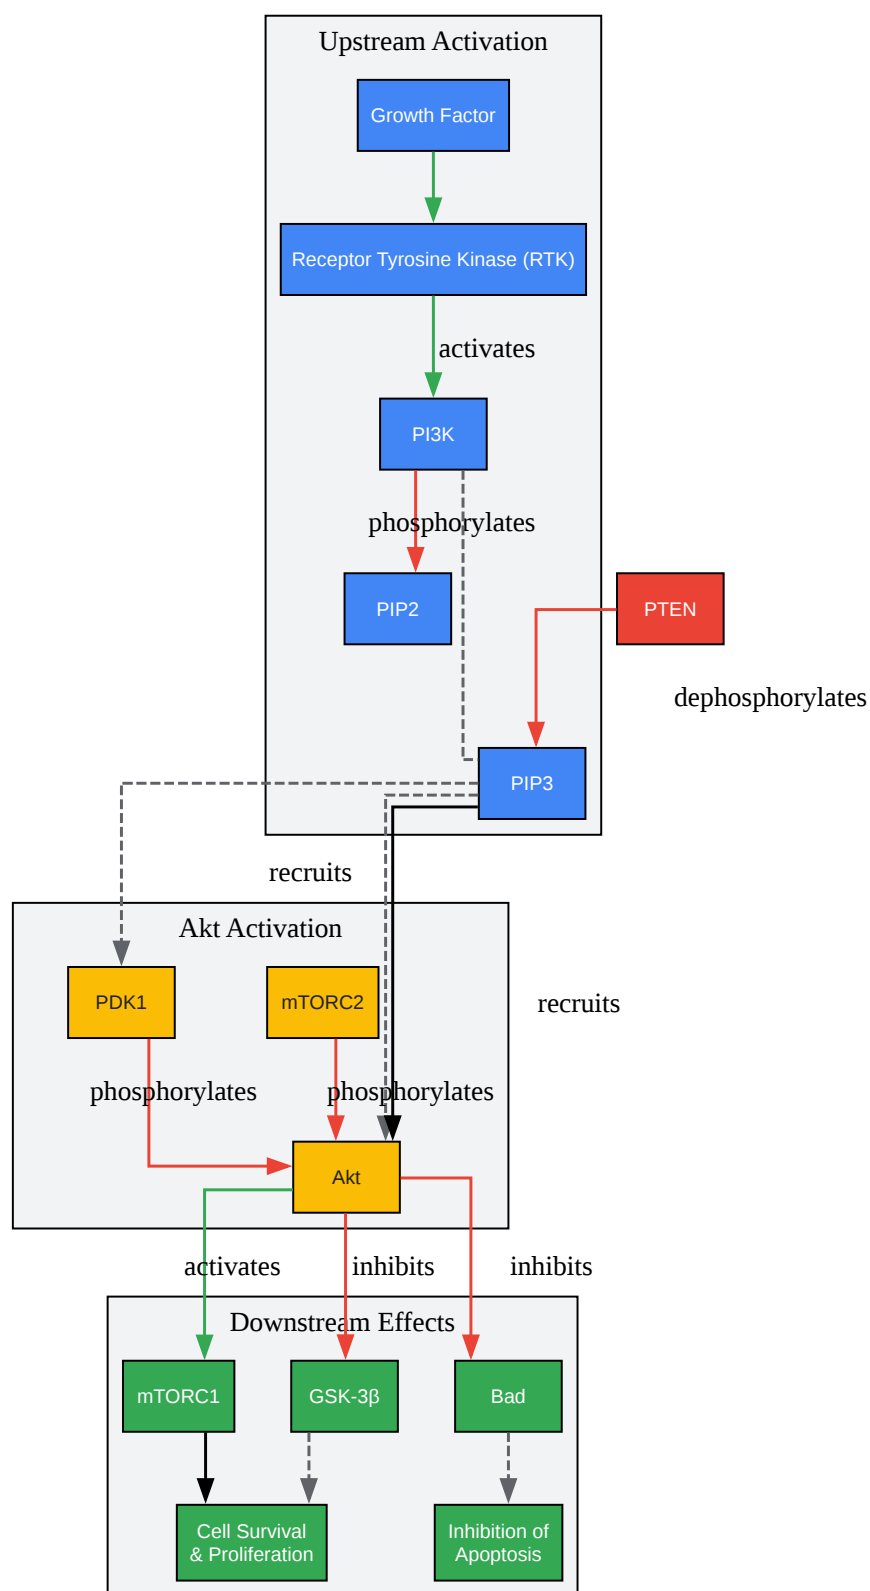 Upstream Activation
Growth Factor
Receptor Tyrosine Kinase (RTK)
activates
PI3K
phosphorylates
PIP2
PTEN
dephosphorylates
PIP3
recruits
Akt Activation
PDK1
mTORC2
recruits
phosphorylates
phosphorylates
Akt
activates
inhibits
inhibits
Downstream Effects
mTORC1
GSK-3β
Bad
Cell Survival
& Proliferation
Inhibition of
Apoptosis